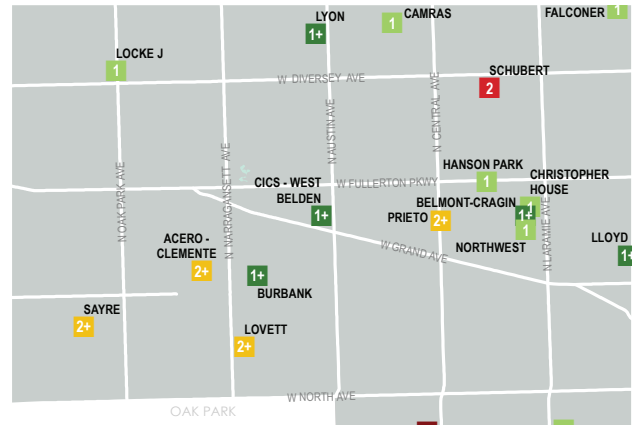 LYON
1+
CAMRAS
1
FALCONER
1
LOCKE J
1
W DIVERSEY AVE
SCHUBERT
2
N OAK PARK AVE
N NARRAGANSETT AVE
N AUSTIN AVE
N CENTRAL AVE
N LARAMIE AVE
HANSON PARK
1
CHRISTOPHER
HOUSE
1
CICS - WEST
BELDEN
1+
W FULLERTON PKWY
BELMONT-CRAGIN
1+
PRIETO
2+
NORTHWEST
1
W GRAND AVE
LLOYD
1+
ACERO -
CLEMENTE
2+
1+
BURBANK
SAYRE
2+
LOVETT
2+
W NORTH AVE
OAK PARK